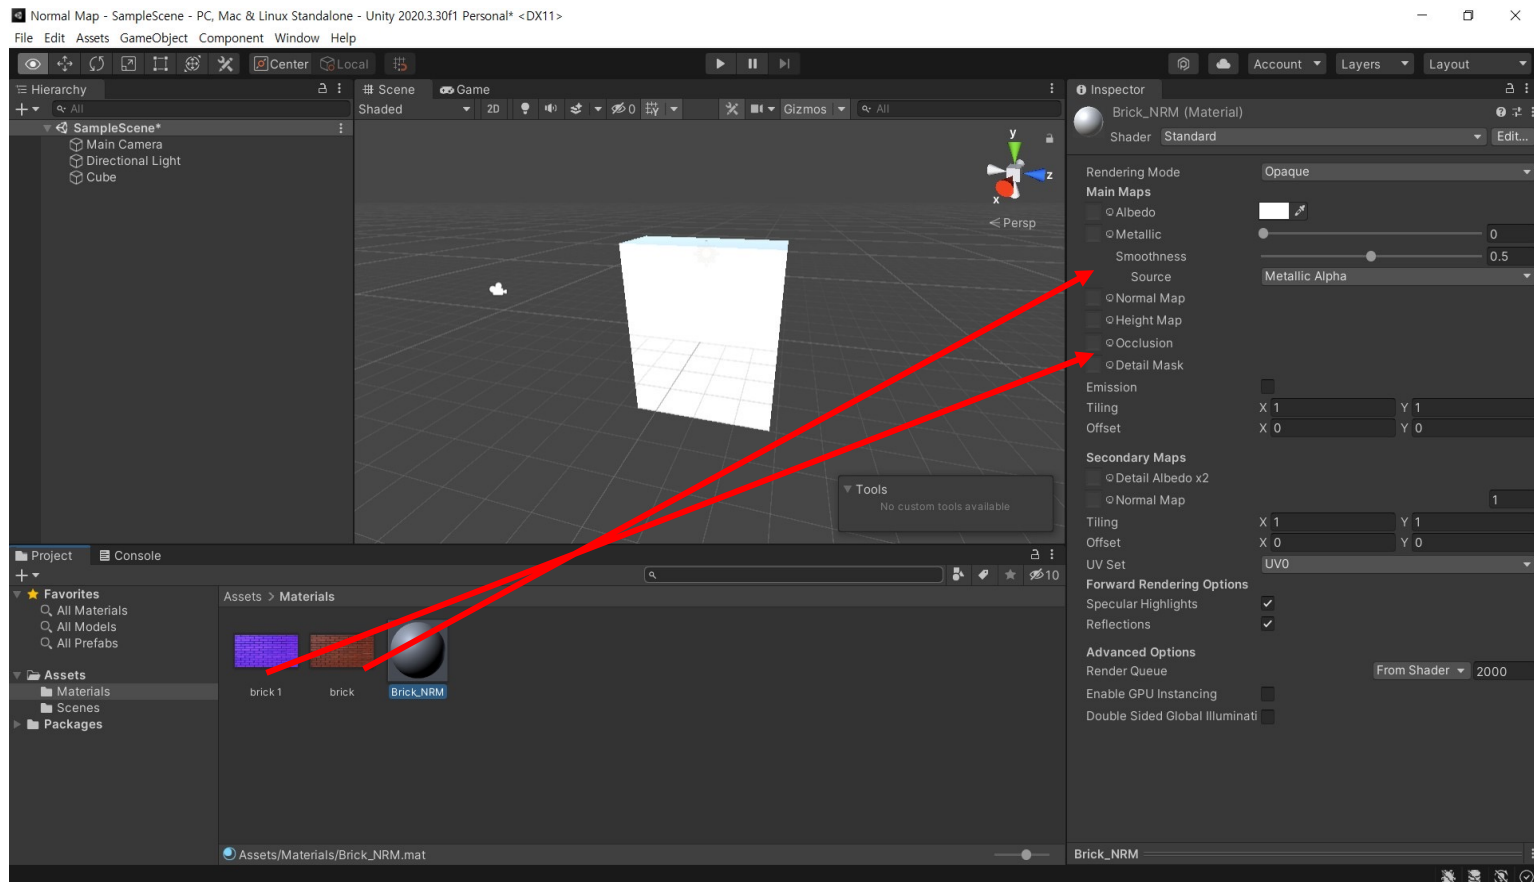 Normal Map - SampleScene - PC, Mac & Linux Standalone - Unity 2020.3.30f1 Personal* <DX11>
File Edit Assets GameObject Component Window Help
Center Local Account Layers Layout
Hierarchy
All
SampleScene*
Main Camera
Directional Light
Cube
Scene Game
Shaded 2D 0 Gizmos All
y
z
x
Persp
Tools
No custom tools available
Inspector
Brick_NRM (Material)
Shader Standard Edit...
Rendering Mode Opaque
Main Maps
Albedo
Metallic 0
Smoothness 0.5
Source Metallic Alpha
Normal Map
Height Map
Occlusion
Detail Mask
Emission
Tiling X 1 Y 1
Offset X 0 Y 0
Secondary Maps
Detail Albedo x2
Normal Map 1
Tiling X 1 Y 1
Offset X 0 Y 0
UV Set UV0
Forward Rendering Options
Specular Highlights
Reflections
Advanced Options
Render Queue From Shader 2000
Enable GPU Instancing
Double Sided Global Illuminati
Brick_NRM
Project Console
10
Favorites
All Materials
All Models
All Prefabs
Assets
Materials
Scenes
Packages
Assets > Materials
brick 1 brick Brick_NRM
Assets/Materials/Brick_NRM.mat